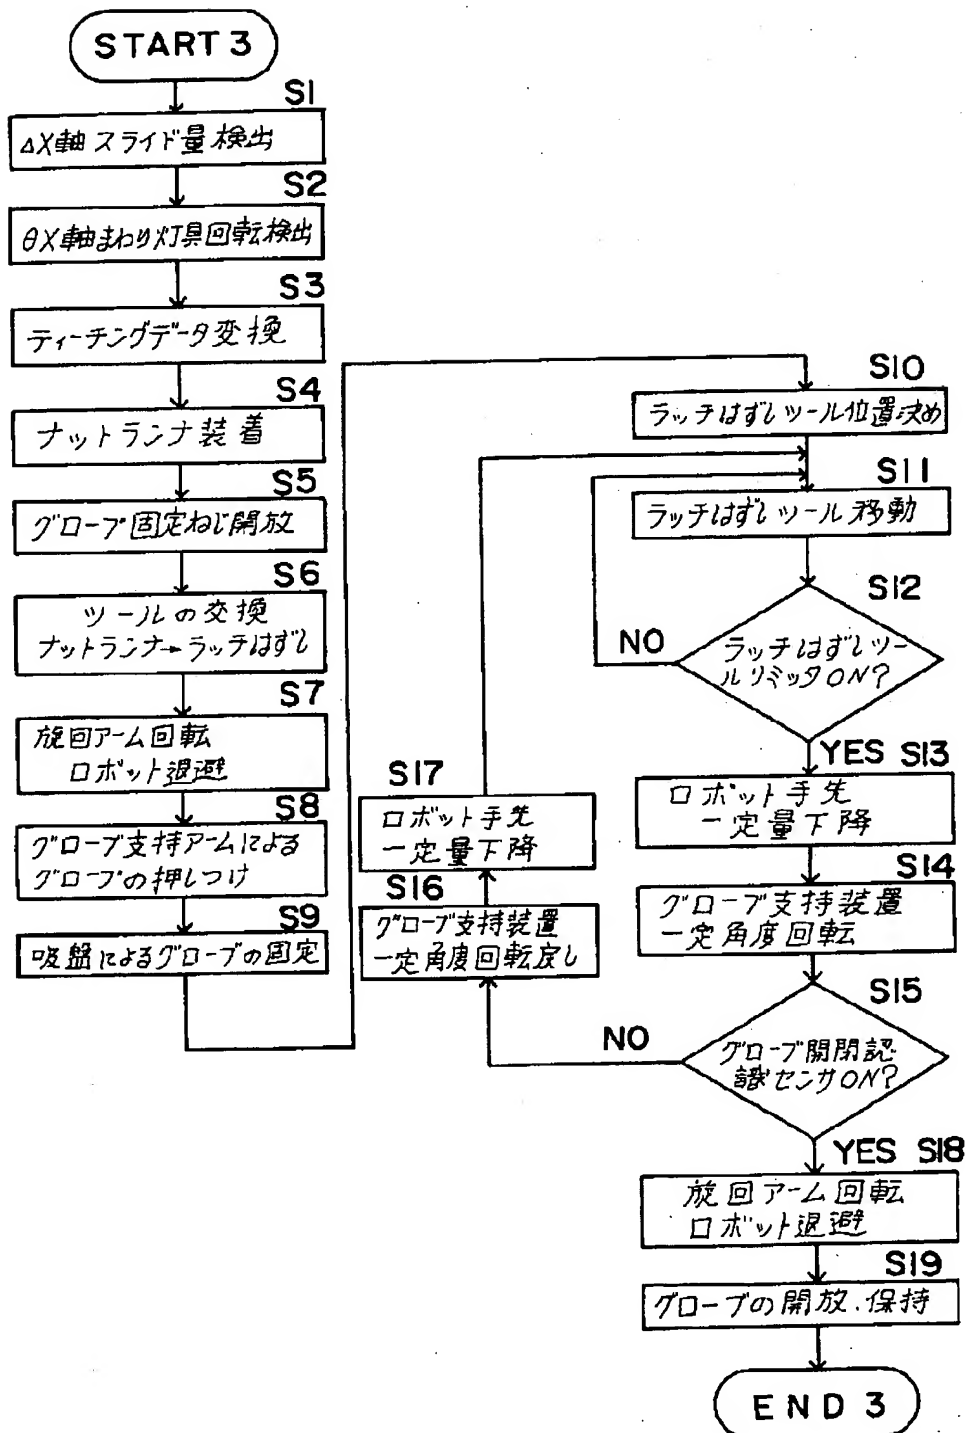 START 3
S1
ΔX軸スライド量検出
S2
θX軸まわり灯具回転検出
S3
ティーチングデータ変換
S4
ナットランナ装着
S5
グローブ固定ねじ開放
S6
ツールの交換
ナットランナ→ラッチはずし
S7
旋回アーム回転
ロボット退避
S8
グローブ支持アームによる
グローブの押しつけ
S9
吸盤によるグローブの固定
S10
ラッチはずしツール位置決め
S11
ラッチはずしツール移動
S12
ラッチはずしツー
ルリミッタON?
NO
YES S13
ロボット手先
一定量下降
S14
グローブ支持装置
一定角度回転
S15
グローブ開閉認
識センサON?
NO
S16
グローブ支持装置
一定角度回転戻し
S17
ロボット手先
一定量下降
YES S18
旋回アーム回転
ロボット退避
S19
グローブの開放.保持
END 3